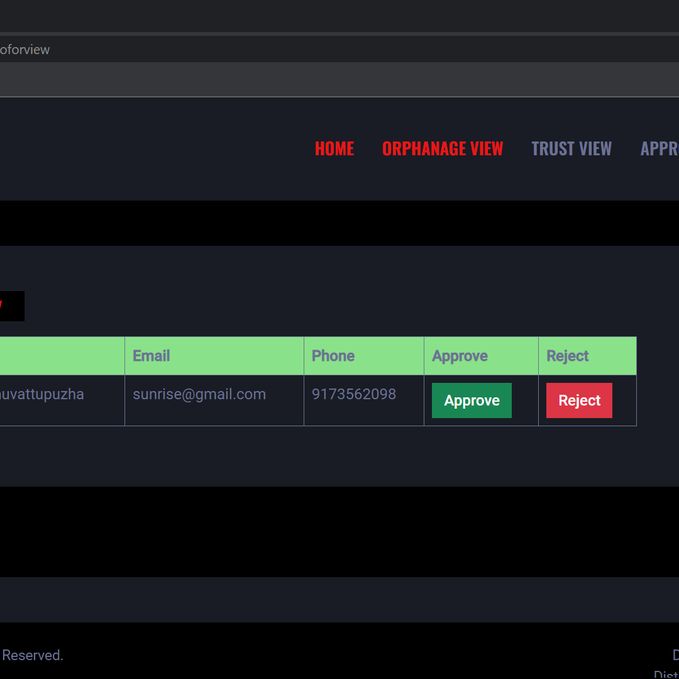 oforview
HOME ORPHANAGE VIEW TRUST VIEW APPR
Email Phone Approve Reject
uvattupuzha sunrise@gmail.com 9173562098 Approve Reject
Reserved.
D
Dist